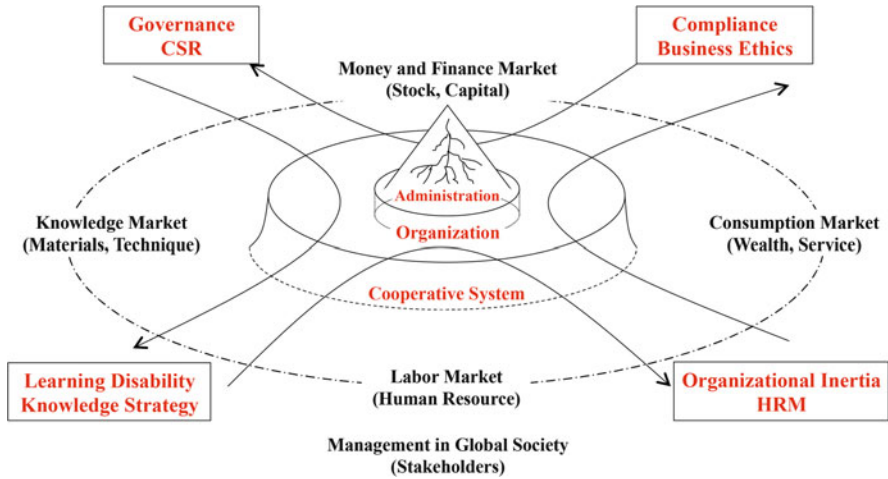 Governance
CSR
Compliance
Business Ethics
Money and Finance Market
(Stock, Capital)
Administration
Knowledge Market
(Materials, Technique)
Organization
Consumption Market
(Wealth, Service)
Cooperative System
Learning Disability
Knowledge Strategy
Labor Market
(Human Resource)
Organizational Inertia
HRM
Management in Global Society
(Stakeholders)